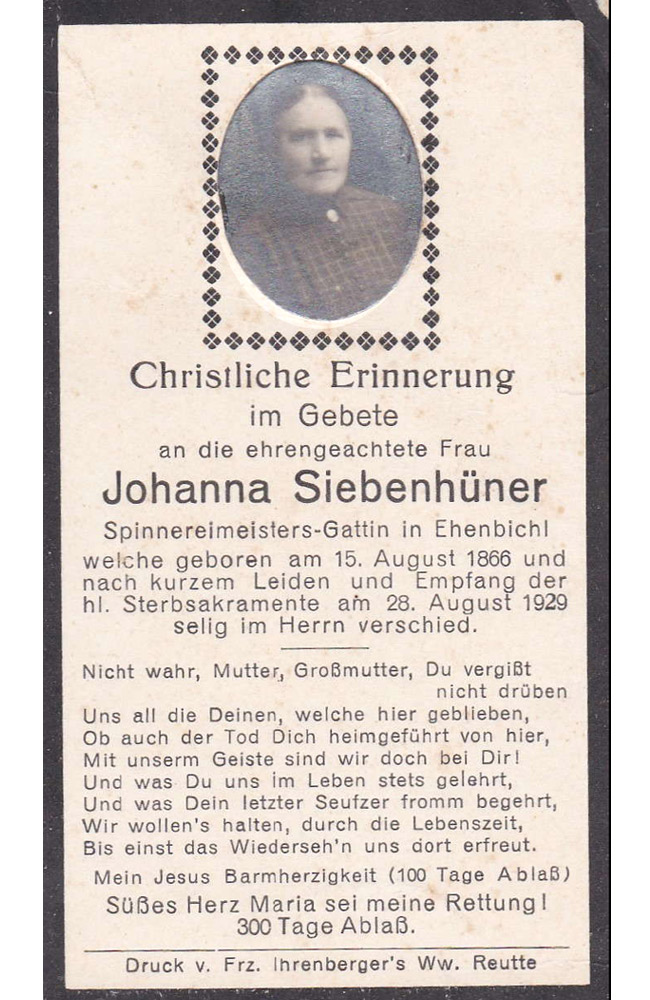 Christliche Erinnerung
im Gebete
an die ehrengeachtete Frau
Johanna Siebenhüner
Spinnereimeisters-Gattin in Ehenbichl
welche geboren am 15. August 1866 und
nach kurzem Leiden und Empfang der
hl. Sterbsakramente am 28. August 1929
selig im Herrn verschied.
Nicht wahr, Mutter, Großmutter, Du vergißt
nicht drüben
Uns all die Deinen, welche hier geblieben,
Ob auch der Tod Dich heimgeführt von hier,
Mit unserm Geiste sind wir doch bei Dir!
Und was Du uns im Leben stets gelehrt,
Und was Dein letzter Seufzer fromm begehrt,
Wir wollen's halten, durch die Lebenszeit,
Bis einst das Wiederseh'n uns dort erfreut.
Mein Jesus Barmherzigkeit (100 Tage Ablaß)
Süßes Herz Maria sei meine Rettung!
300 Tage Ablaß.
Druck v. Frz. Ihrenberger's Ww. Reutte